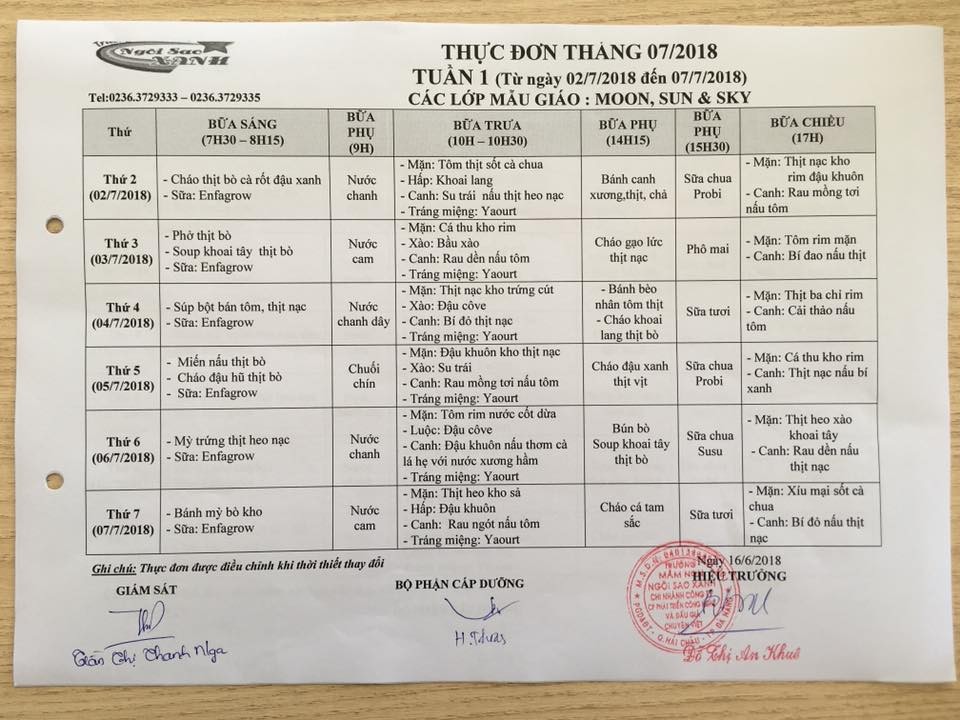 Ngôi Sao
XANH
Tel:0236.3729333 – 0236.3729335
THỰC ĐƠN THÁNG 07/2018
TUẦN 1 (Từ ngày 02/7/2018 đến 07/7/2018)
CÁC LỚP MẪU GIÁO : MOON, SUN & SKY
Thứ
BỮA SÁNG
(7H30 – 8H15)
BỮA
PHỤ
(9H)
BỮA TRƯA
(10H – 10H30)
BỮA PHỤ
(14H15)
BỮA
PHỤ
(15H30)
BỮA CHIỀU
(17H)
Thứ 2
(02/7/2018)
- Cháo thịt bò cà rốt đậu xanh
- Sữa: Enfagrow
Nước
chanh
- Mặn: Tôm thịt sốt cà chua
- Hấp: Khoai lang
- Canh: Su trái nấu thịt heo nạc
- Tráng miệng: Yaourt
Bánh canh
xương,thịt, chả
Sữa chua
Probi
- Mặn: Thịt nạc kho
rim đậu khuôn
- Canh: Rau mồng tơi
nấu tôm
Thứ 3
(03/7/2018)
- Phở thịt bò
- Soup khoai tây thịt bò
- Sữa: Enfagrow
Nước
cam
- Mặn: Cá thu kho rim
- Xào: Bầu xào
- Canh: Rau dền nấu tôm
- Tráng miệng: Yaourt
Cháo gạo lức
thịt nạc
Phô mai
- Mặn: Tôm rim mặn
- Canh: Bí đao nấu thịt
Thứ 4
(04/7/2018)
- Súp bột bán tôm, thịt nạc
- Sữa: Enfagrow
Nước
chanh dây
- Mặn: Thịt nạc kho trứng cút
- Xào: Đậu côve
- Canh: Bí đỏ thịt nạc
- Tráng miệng: Yaourt
- Bánh bèo
nhân tôm thịt
- Cháo khoai
lang thịt bò
Sữa tươi
- Mặn: Thịt ba chỉ rim
- Canh: Cải thảo nấu
tôm
Thứ 5
(05/7/2018)
- Miến nấu thịt bò
- Cháo đậu hũ thịt bò
- Sữa: Enfagrow
Chuối
chín
- Mặn: Đậu khuôn kho thịt nạc
- Xào: Su trái
- Canh: Rau mồng tơi nấu tôm
- Tráng miệng: Yaourt
Cháo đậu xanh
thịt vịt
Sữa chua
Probi
- Mặn: Cá thu kho rim
- Canh: Thịt nạc nấu bí
xanh
Thứ 6
(06/7/2018)
- Mỳ trứng thịt heo nạc
- Sữa: Enfagrow
Nước
chanh
- Mặn: Tôm rim nước cốt dừa
- Luộc: Đậu côve
- Canh: Đậu khuôn nấu thơm cà
lá hẹ với nước xương hầm
- Tráng miệng: Yaourt
Bún bò
Soup khoai tây
thịt bò
Sữa chua
Susu
- Mặn: Thịt heo xào
khoai tây
- Canh: Rau dền nấu
thịt nạc
Thứ 7
(07/7/2018)
- Bánh mỳ bò kho
- Sữa: Enfagrow
Nước
cam
- Mặn: Thịt heo kho sả
- Hấp: Đậu khuôn
- Canh: Rau ngót nấu tôm
- Tráng miệng: Yaourt
Cháo cá tam
sắc
Sữa tươi
- Mặn: Xíu mại sốt cà
chua
- Canh: Bí đỏ nấu thịt
nạc
Ghi chú: Thực đơn được điều chỉnh khi thời thiết thay đổi
GIÁM SÁT
BỘ PHẬN CẤP DƯỠNG
Ngày 16/6/2018
HIỆU TRƯỞNG
TRƯỜNG
MẦM NON
NGÔI SAO XANH
CHI NHÁNH CÔNG TY
Q. HẢI CHÂU
Trần Thị Thanh Nga
Đỗ Thị An Khuê